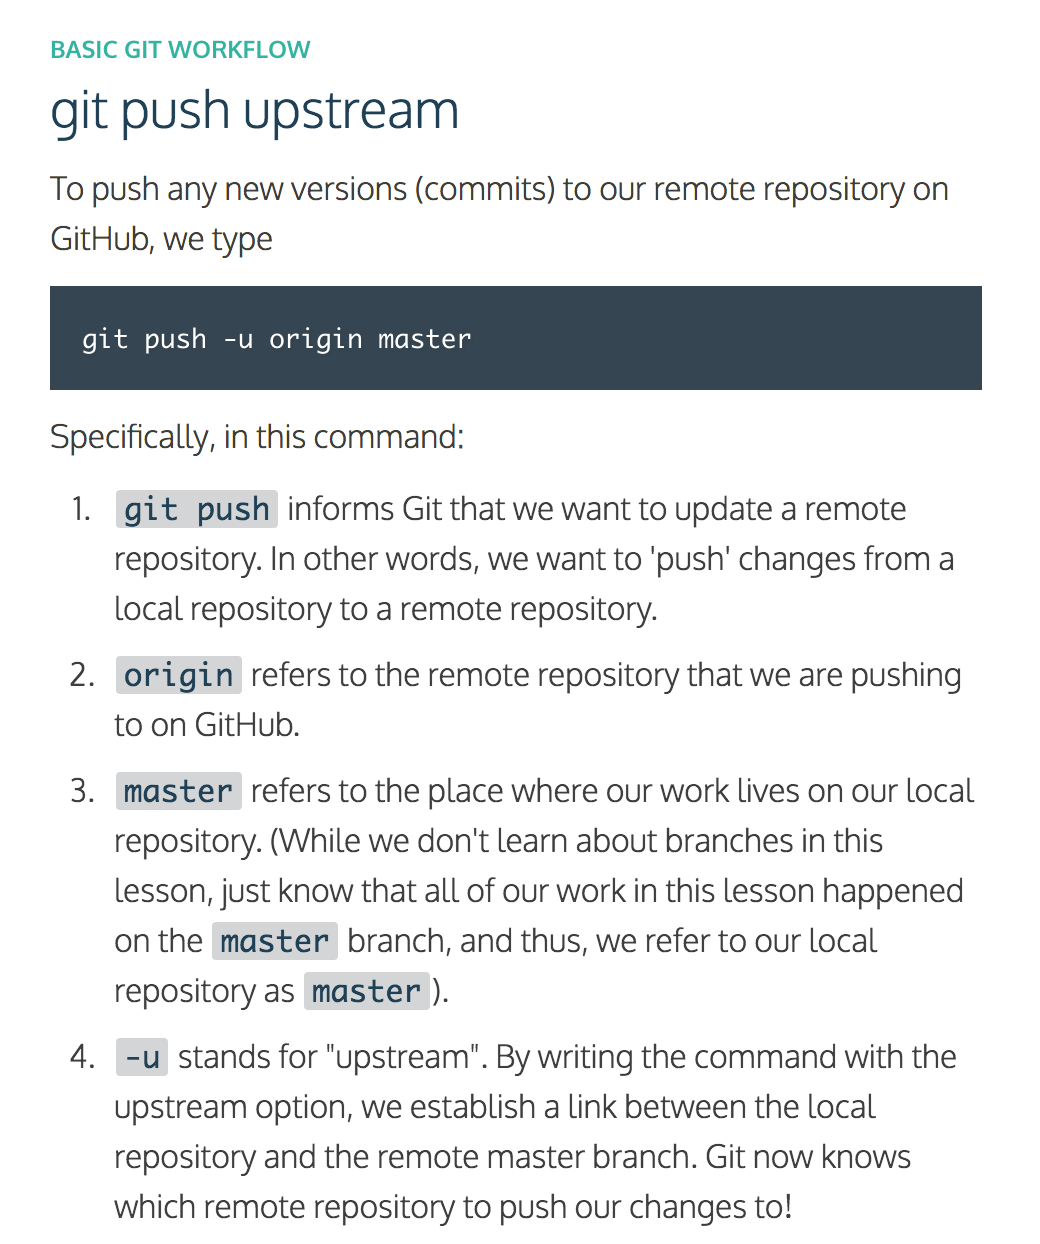 BASIC GIT WORKFLOW
git push upstream
To push any new versions (commits) to our remote repository on
GitHub, we type
git push -u origin master
Specifically, in this command:
1. git push informs Git that we want to update a remote
repository. In other words, we want to 'push' changes from a
local repository to a remote repository.
2. origin refers to the remote repository that we are pushing
to on GitHub.
3. master refers to the place where our work lives on our local
repository. (While we don't learn about branches in this
lesson, just know that all of our work in this lesson happened
on the master branch, and thus, we refer to our local
repository as master ).
4. -u stands for "upstream". By writing the command with the
upstream option, we establish a link between the local
repository and the remote master branch. Git now knows
which remote repository to push our changes to!